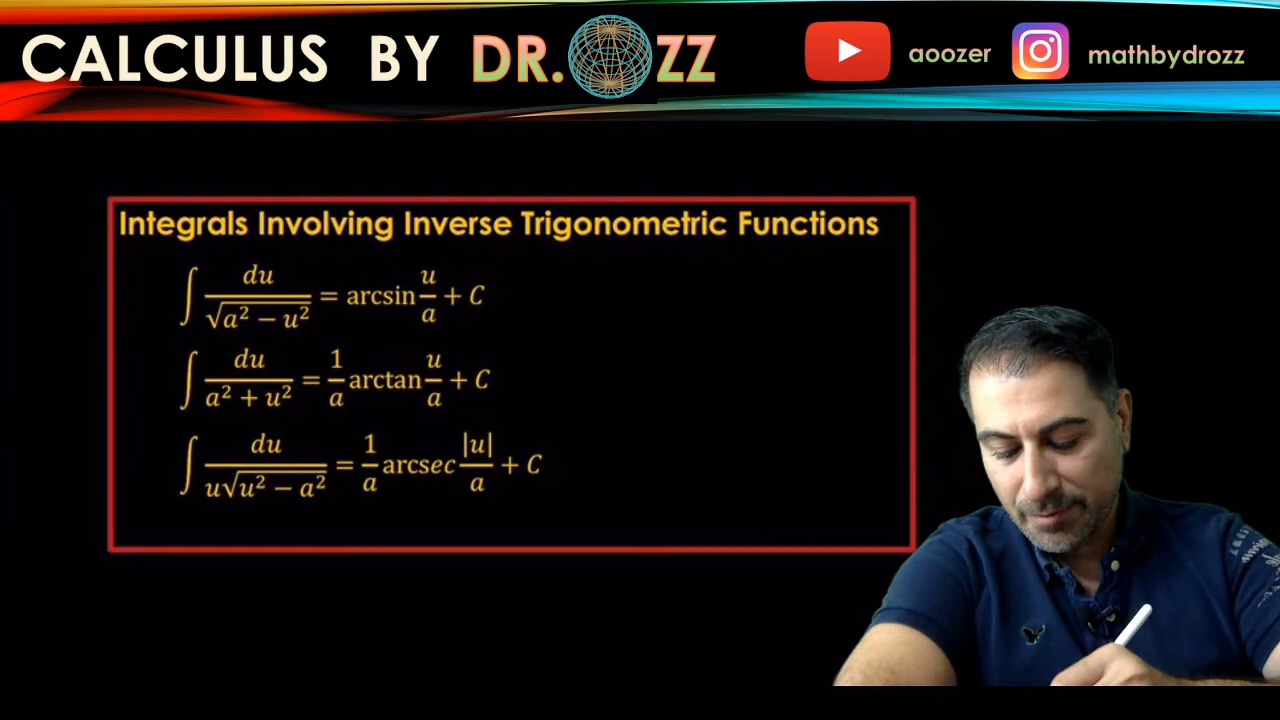 CALCULUS BY DR. OZZ
aoozer
mathbydrozz
Integrals Involving Inverse Trigonometric Functions
∫ du/√(a² − u²) = arcsin u/a + C
∫ du/(a² + u²) = 1/a arctan u/a + C
∫ du/(u√(u² − a²)) = 1/a arcsec |u|/a + C